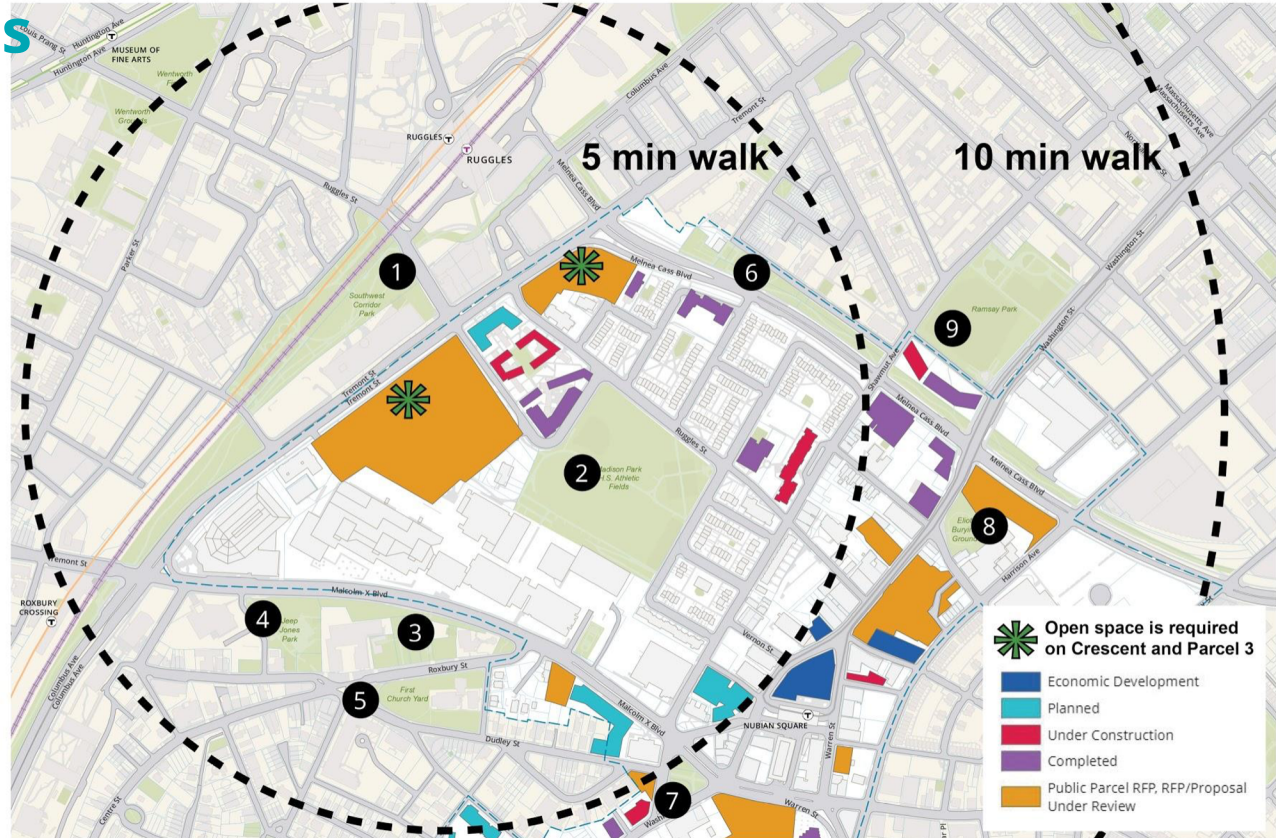 s
Louis Prang St
Huntington Ave
Huntington Ave
MUSEUM OF
FINE ARTS
Wentworth
Wentworth
Parker St
Ruggles St
RUGGLES
RUGGLES
Columbus Ave
Tremont St
Melnea Cass Blvd
Massachusetts Ave
Massachusetts Ave
5 min walk
10 min walk
Washington St
1
Southwest
Corridor
Park
Melnea Cass Blvd
6
9
Ramsay Park
Washington St
Tremont St
Tremont St
Shawmut Ave
Melnea Cass Blvd
Ruggles St
2
Madison Park
H.S. Athletic
Fields
Melnea Cass Blvd
8
Eliot
Burying
Ground
Harrison Ave
Tremont St
ROXBURY
CROSSING
Malcolm X Blvd
4
Jeep
Jones
Park
3
Vernon St
Roxbury St
5
First
Church Yard
Columbus Ave
Columbus Ave
Malcolm X Blvd
NUBIAN SQUARE
Dudley St
Warren St
7
Warren St
Centre St
Open space is required
on Crescent and Parcel 3
Economic Development
Planned
Under Construction
Completed
Public Parcel RFP, RFP/Proposal
Under Review